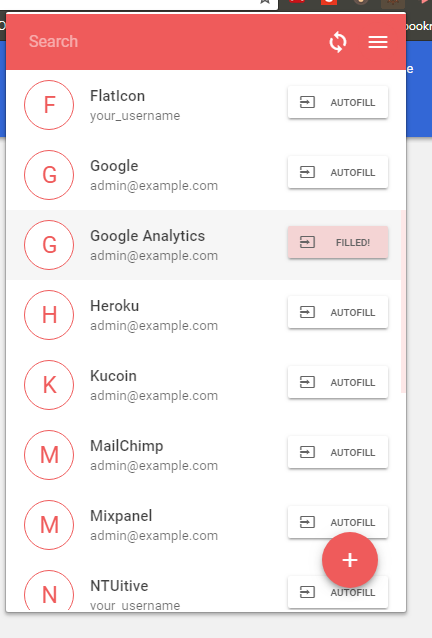 Search
F
FlatIcon
your_username
AUTOFILL
G
Google
admin@example.com
AUTOFILL
G
Google Analytics
admin@example.com
FILLED!
H
Heroku
admin@example.com
AUTOFILL
K
Kucoin
admin@example.com
AUTOFILL
M
MailChimp
admin@example.com
AUTOFILL
M
Mixpanel
admin@example.com
AUTOFILL
N
NTUitive
your_username
AUTOFILL